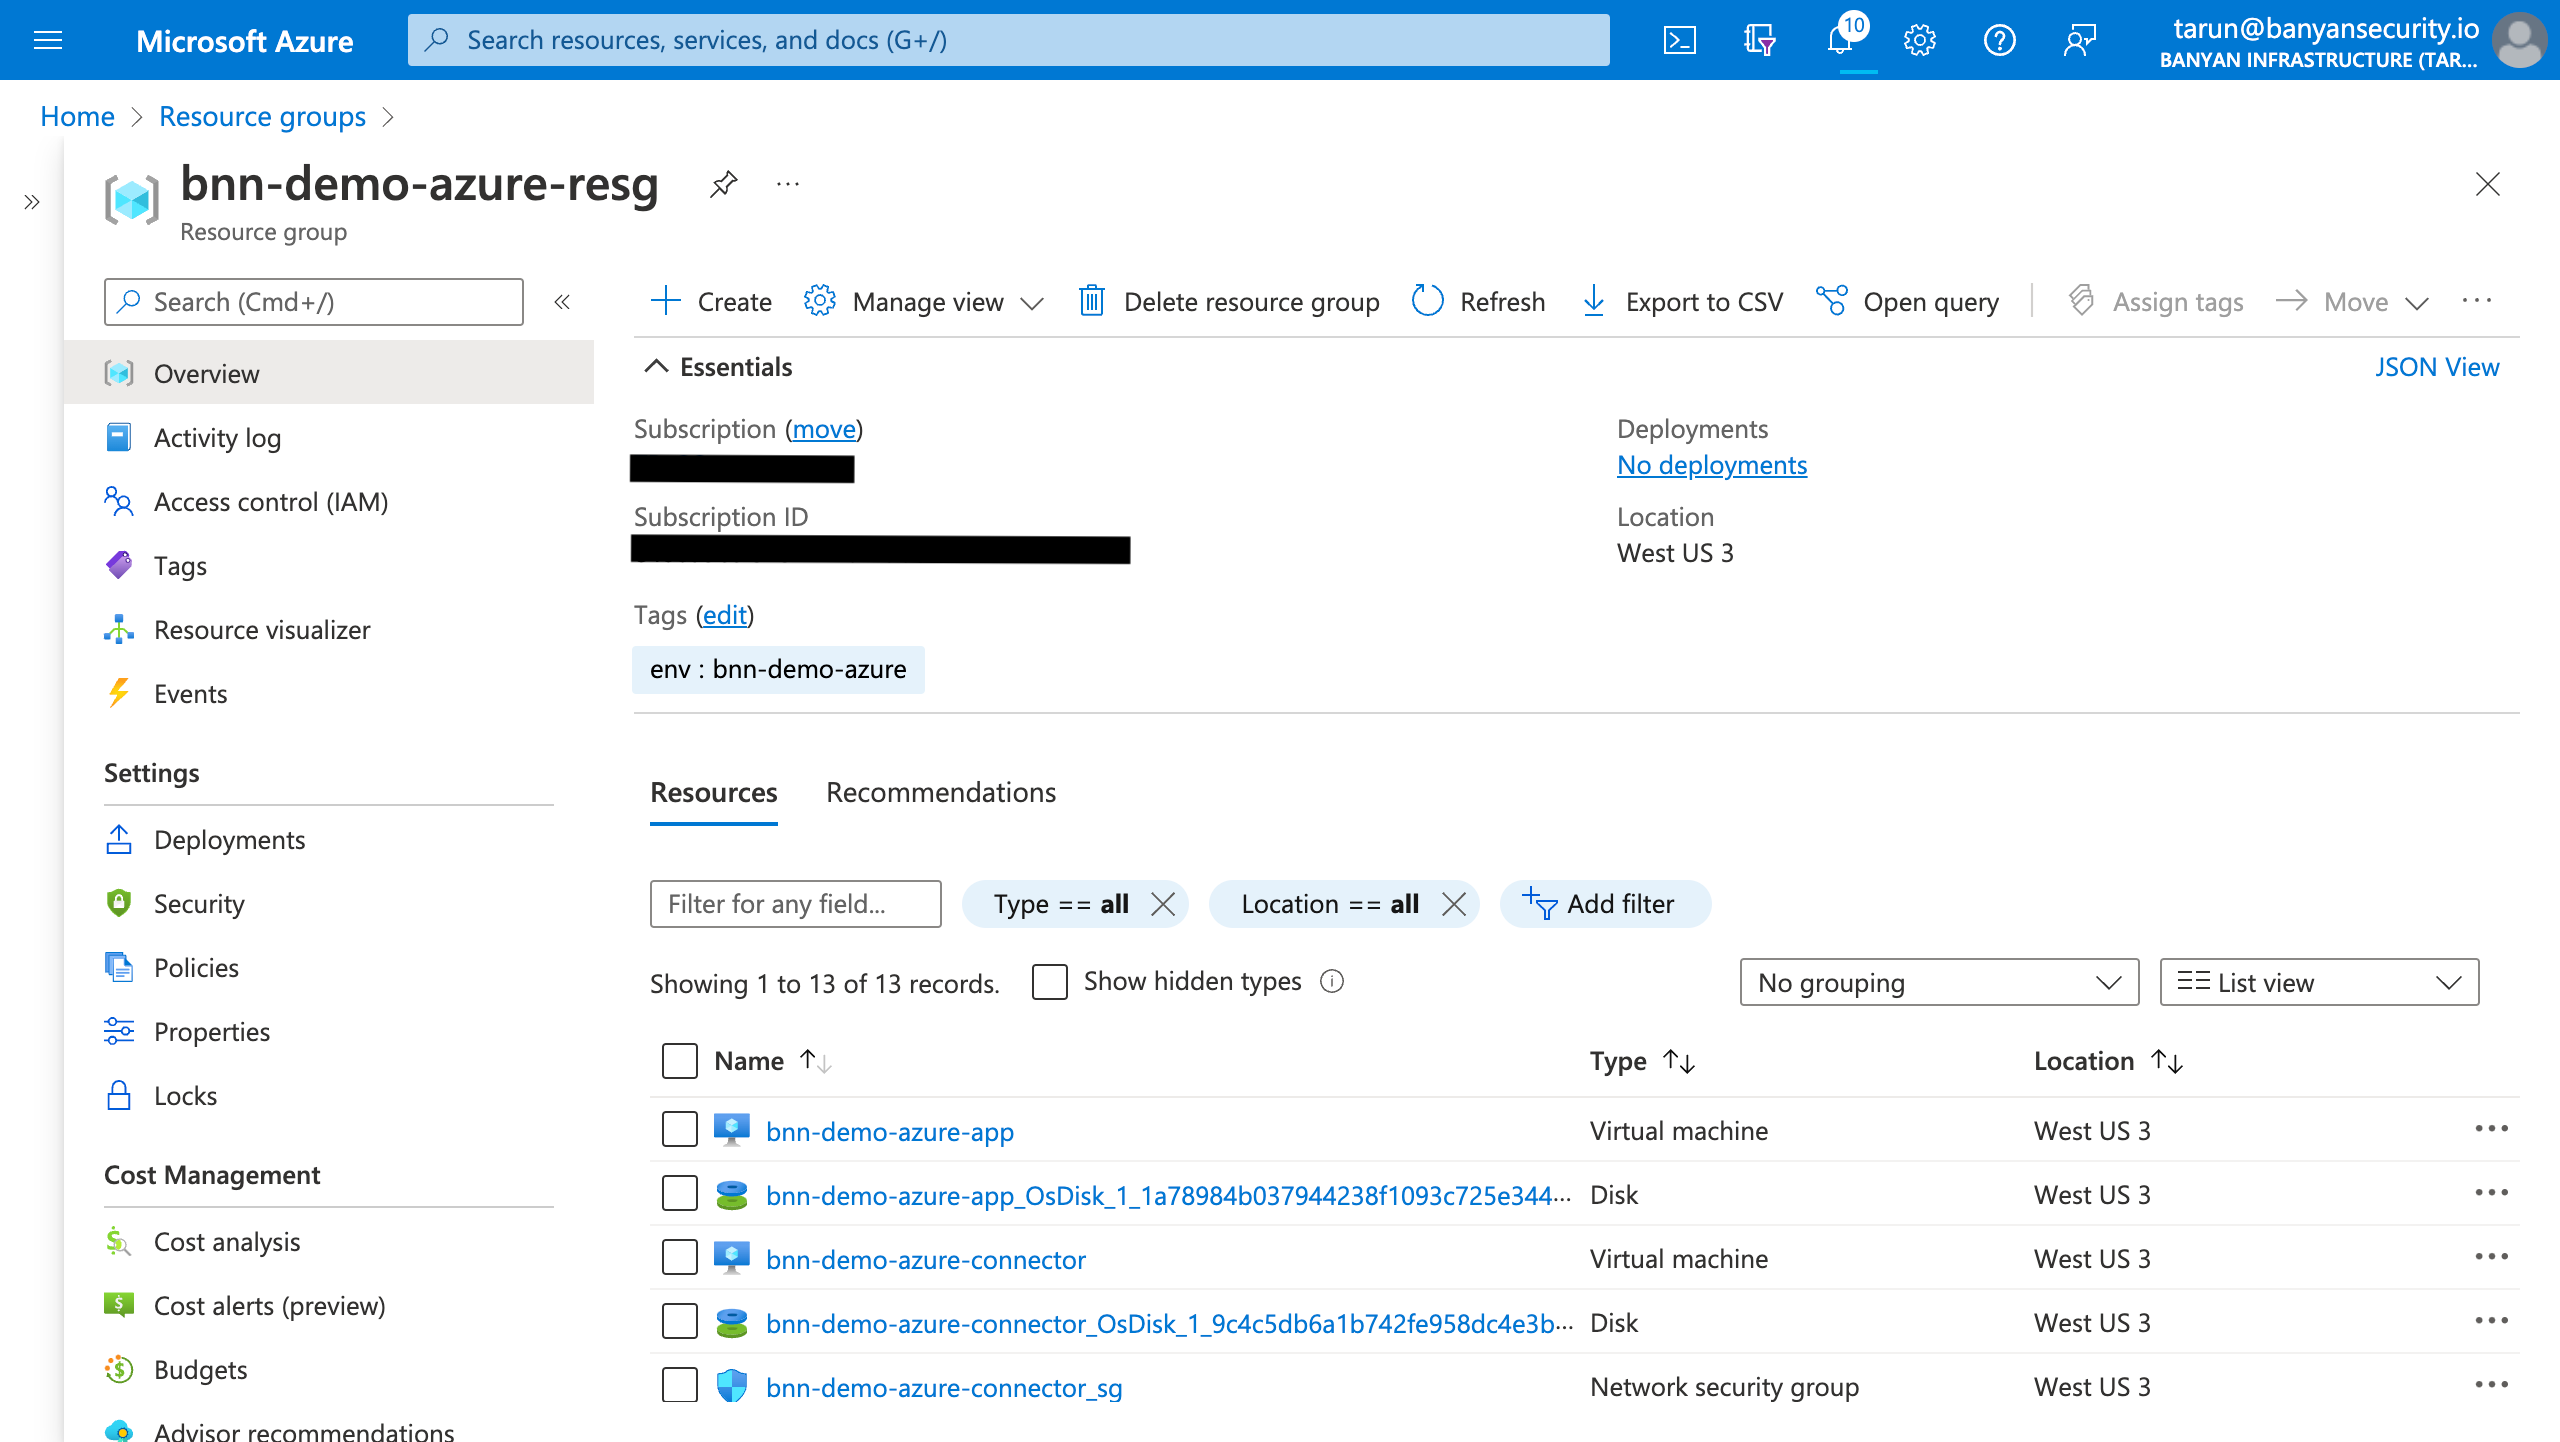 Microsoft Azure
Search resources, services, and docs (G+/)
10
tarun@banyansecurity.io
BANYAN INFRASTRUCTURE (TAR...
Home > Resource groups >
bnn-demo-azure-resg
...
Resource group
Search (Cmd+/)
Overview
Activity log
Access control (IAM)
Tags
Resource visualizer
Events
Settings
Deployments
Security
Policies
Properties
Locks
Cost Management
Cost analysis
Cost alerts (preview)
Budgets
Advisor recommendations
Create Manage view Delete resource group Refresh Export to CSV Open query Assign tags Move ...
Essentials
JSON View
Subscription (move)
Subscription ID
Deployments
No deployments
Location
West US 3
Tags (edit)
env : bnn-demo-azure
Resources Recommendations
Filter for any field... Type == all Location == all Add filter
Showing 1 to 13 of 13 records. Show hidden types No grouping List view
Name Type Location
bnn-demo-azure-app Virtual machine West US 3 ...
bnn-demo-azure-app_OsDisk_1_1a78984b037944238f1093c725e344... Disk West US 3 ...
bnn-demo-azure-connector Virtual machine West US 3 ...
bnn-demo-azure-connector_OsDisk_1_9c4c5db6a1b742fe958dc4e3b... Disk West US 3 ...
bnn-demo-azure-connector_sg Network security group West US 3 ...